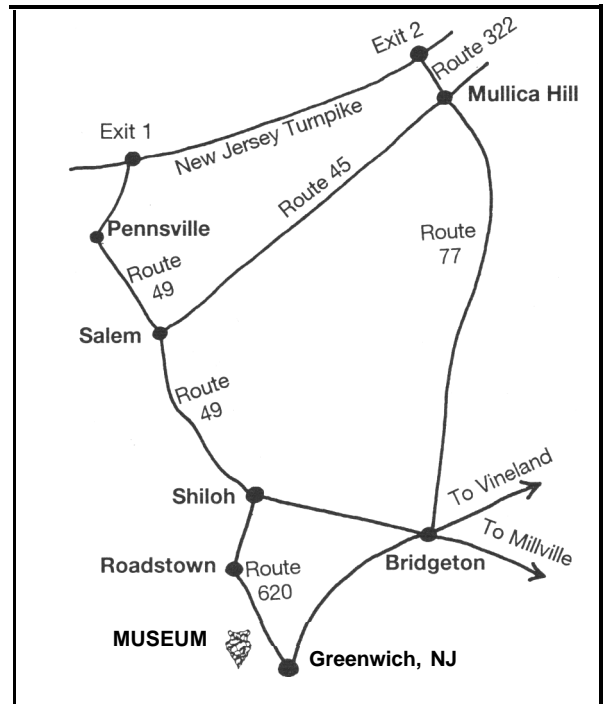 Exit 2
Route 322
Mullica Hill
Exit 1
New Jersey Turnpike
Route 45
Pennsville
Route
77
Route
49
Salem
Route
49
Shiloh
To Vineland
To Millville
Bridgeton
Roadstown
Route
620
MUSEUM
Greenwich, NJ